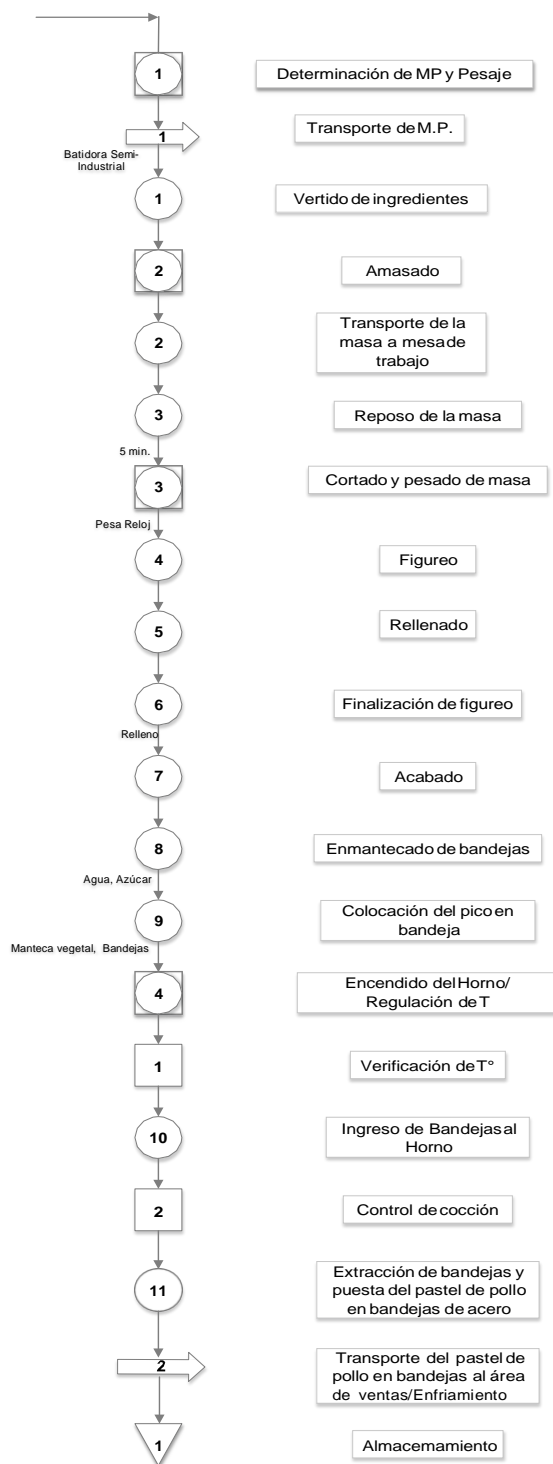 1
Determinación de MP y Pesaje
1
Transporte de M.P.
Batidora Semi-
Industrial
1
Vertido de ingredientes
2
Amasado
2
Transporte de la
masa a mesa de
trabajo
3
Reposo de la masa
5 min.
3
Cortado y pesado de masa
Pesa Reloj
4
Figureo
5
Rellenado
6
Finalización de figureo
Relleno
7
Acabado
8
Enmantecado de bandejas
Agua, Azúcar
9
Colocación del pico en
bandeja
Manteca vegetal, Bandejas
4
Encendido del Horno/
Regulación de T
1
Verificación de T°
10
Ingreso de Bandejas al
Horno
2
Control de cocción
11
Extracción de bandejas y
puesta del pastel de pollo
en bandejas de acero
2
Transporte del pastel de
pollo en bandejas al área
de ventas/Enfriamiento
1
Almacemamiento